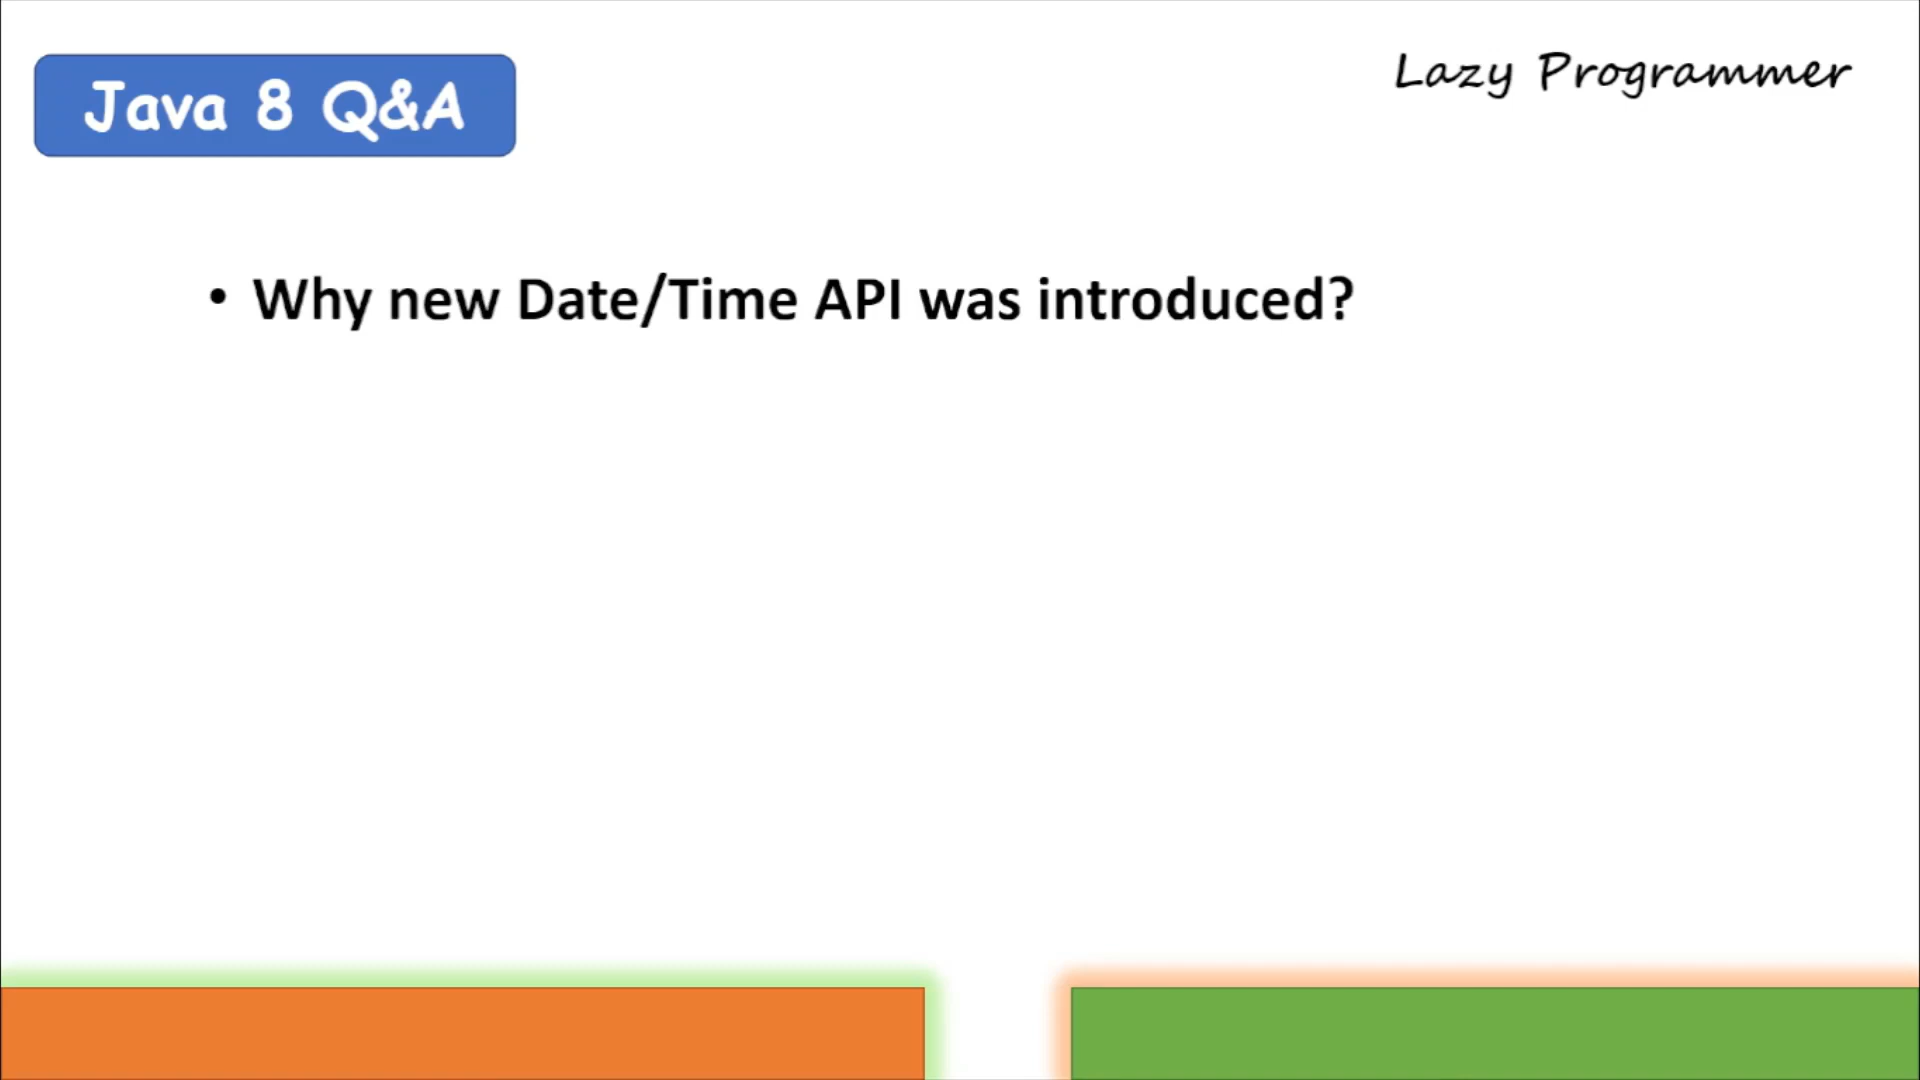 Java 8 Q&A
Lazy Programmer
• Why new Date/Time API was introduced?